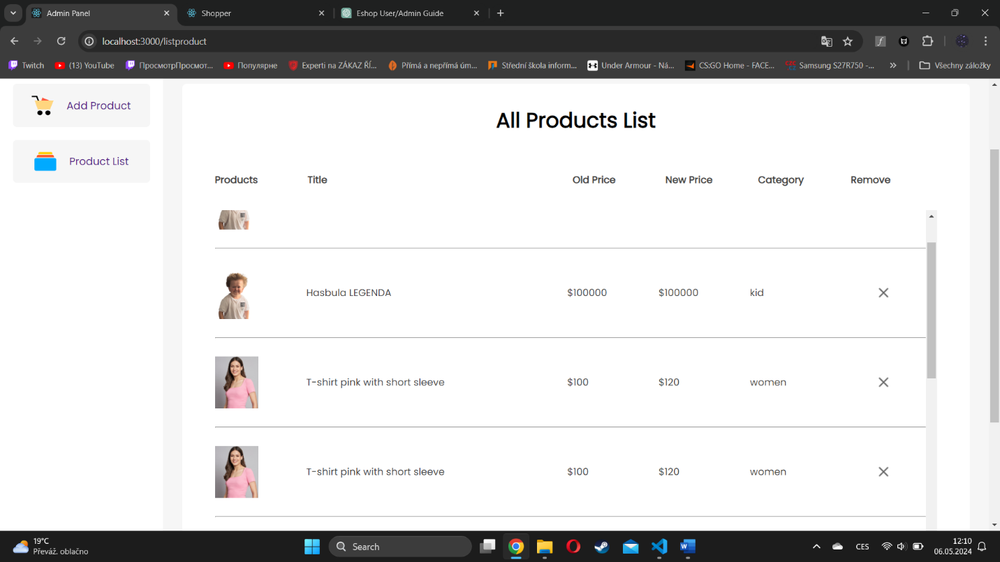 Admin Panel
Shopper
Eshop User/Admin Guide
localhost:3000/listproduct
Twitch
(13) YouTube
ПросмотрПросмот...
Популярне
Experti na ZÁKAZ ŘÍ...
Přímá a nepřímá úm...
Střední škola inform...
Under Armour - Ná...
CS:GO Home - FACE...
Samsung S27R750 -...
»
Všechny záložky
Add Product
Product List
All Products List
Products Title Old Price New Price Category Remove
Hasbula LEGENDA $100000 $100000 kid
T-shirt pink with short sleeve $100 $120 women
T-shirt pink with short sleeve $100 $120 women
19°C
Převáž. oblačno
Search
CES
12:10
06.05.2024